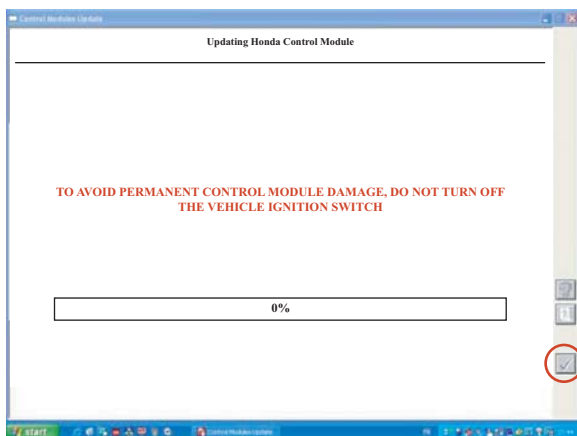 Control Modules Update
Updating Honda Control Module
TO AVOID PERMANENT CONTROL MODULE DAMAGE, DO NOT TURN OFF
THE VEHICLE IGNITION SWITCH
0%
start
Control Modules Update
FR